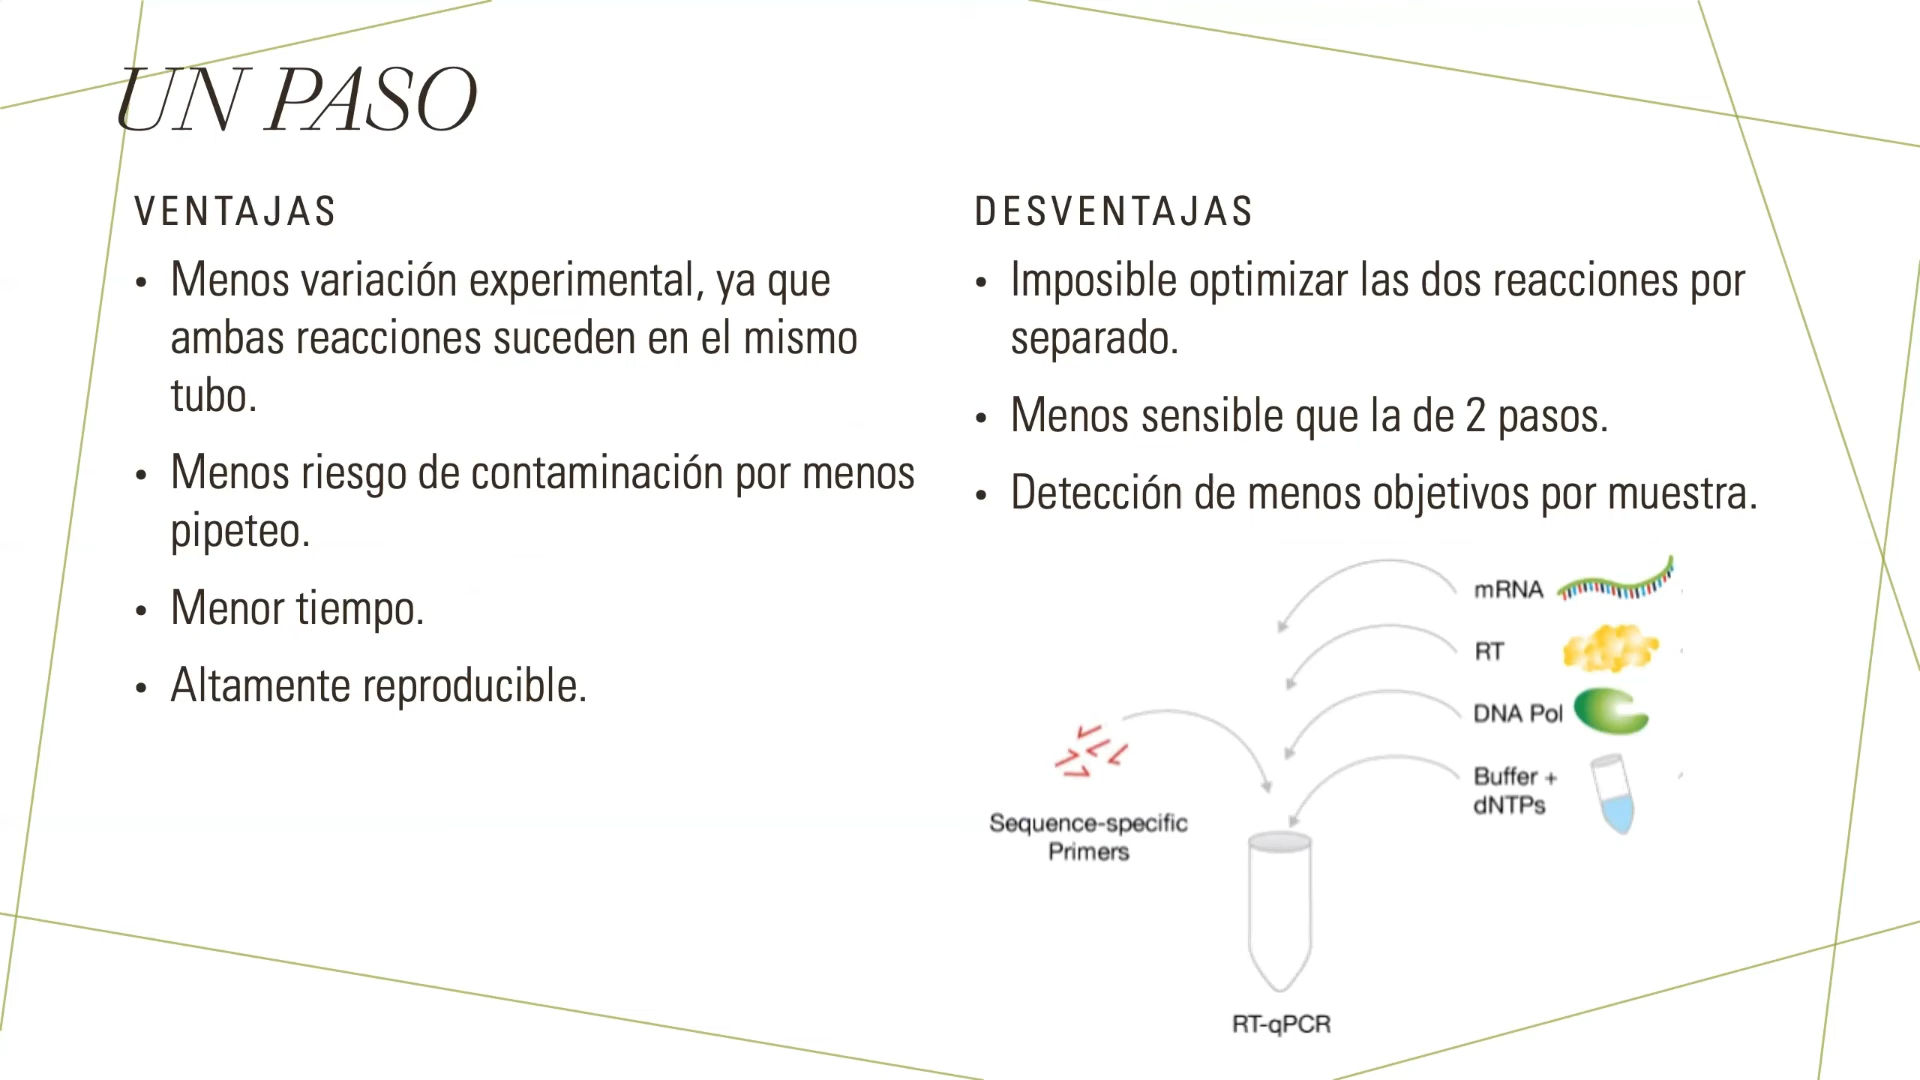 UN PASO
VENTAJAS
• Menos variación experimental, ya que
ambas reacciones suceden en el mismo
tubo.
• Menos riesgo de contaminación por menos
pipeteo.
• Menor tiempo.
• Altamente reproducible.
DESVENTAJAS
• Imposible optimizar las dos reacciones por
separado.
• Menos sensible que la de 2 pasos.
• Detección de menos objetivos por muestra.
mRNA
RT
DNA Pol
Buffer +
dNTPs
Sequence-specific
Primers
RT-qPCR